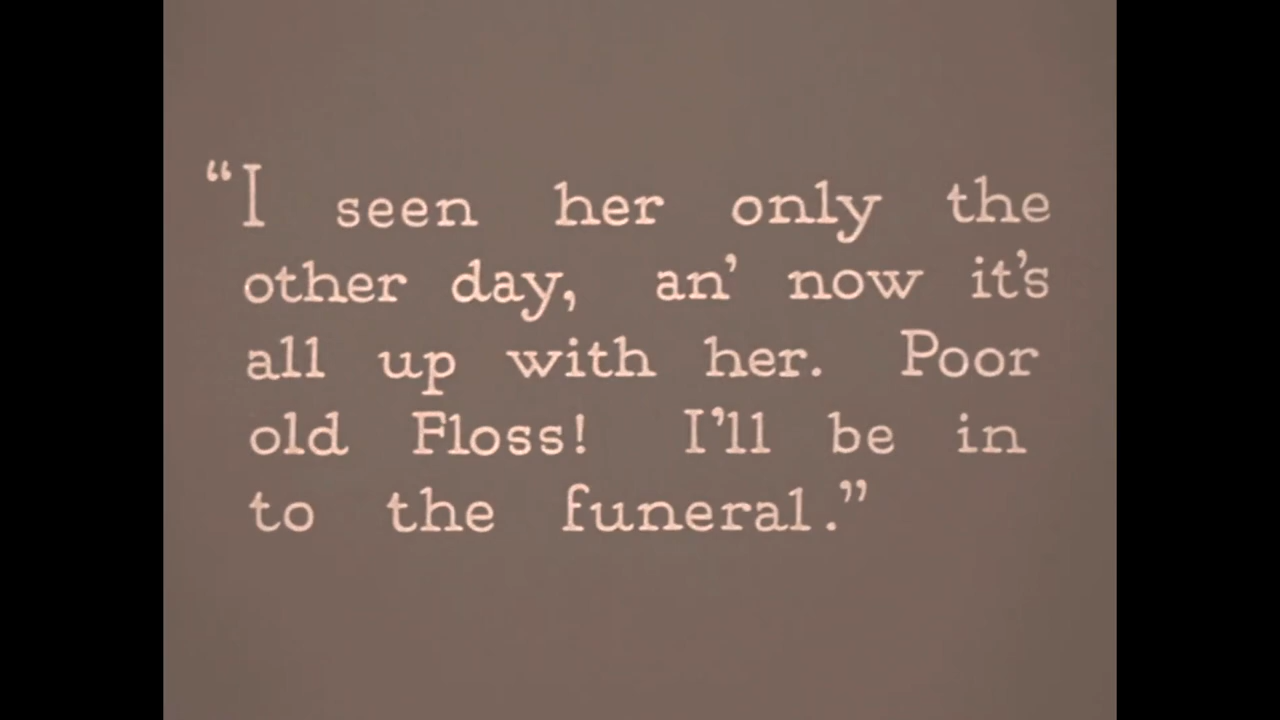 “I seen her only the
other day, an’ now it’s
all up with her. Poor
old Floss! I’ll be in
to the funeral.”